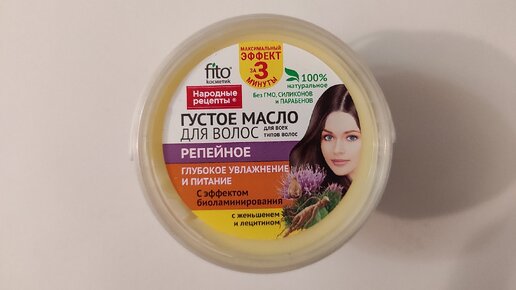 МАКСИМАЛЬНЫЙ
ЭФФЕКТ
ЗА 3 МИНУТЫ
fito
косметик
Народные
рецепты®
100%
натуральное
Без ГМО, СИЛИКОНОВ
и ПАРАБЕНОВ
ГУСТОЕ МАСЛО
ДЛЯ ВОЛОС
для всех
типов волос
РЕПЕЙНОЕ
ГЛУБОКОЕ УВЛАЖНЕНИЕ
И ПИТАНИЕ
С эффектом
биоламинирования
с женьшенем
и лецитином